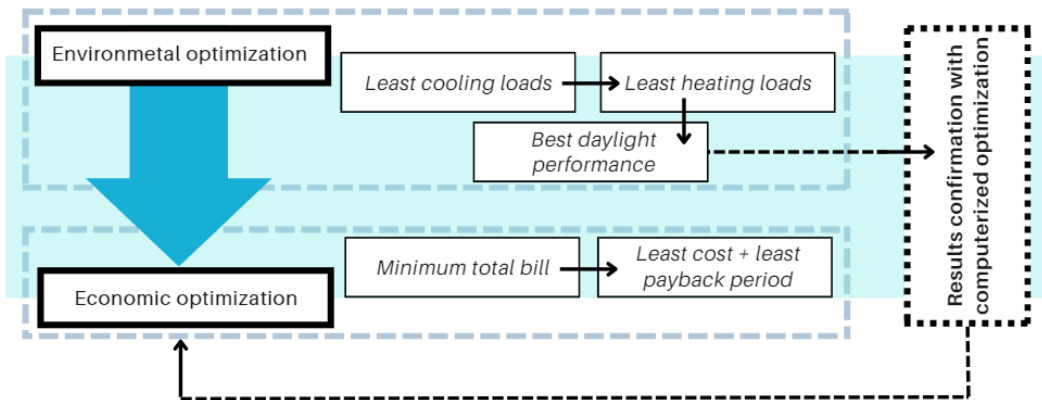 Environmetal optimization
Least cooling loads
Least heating loads
Best daylight
performance
Results confirmation with
computerized optimization
Economic optimization
Minimum total bill
Least cost + least
payback period